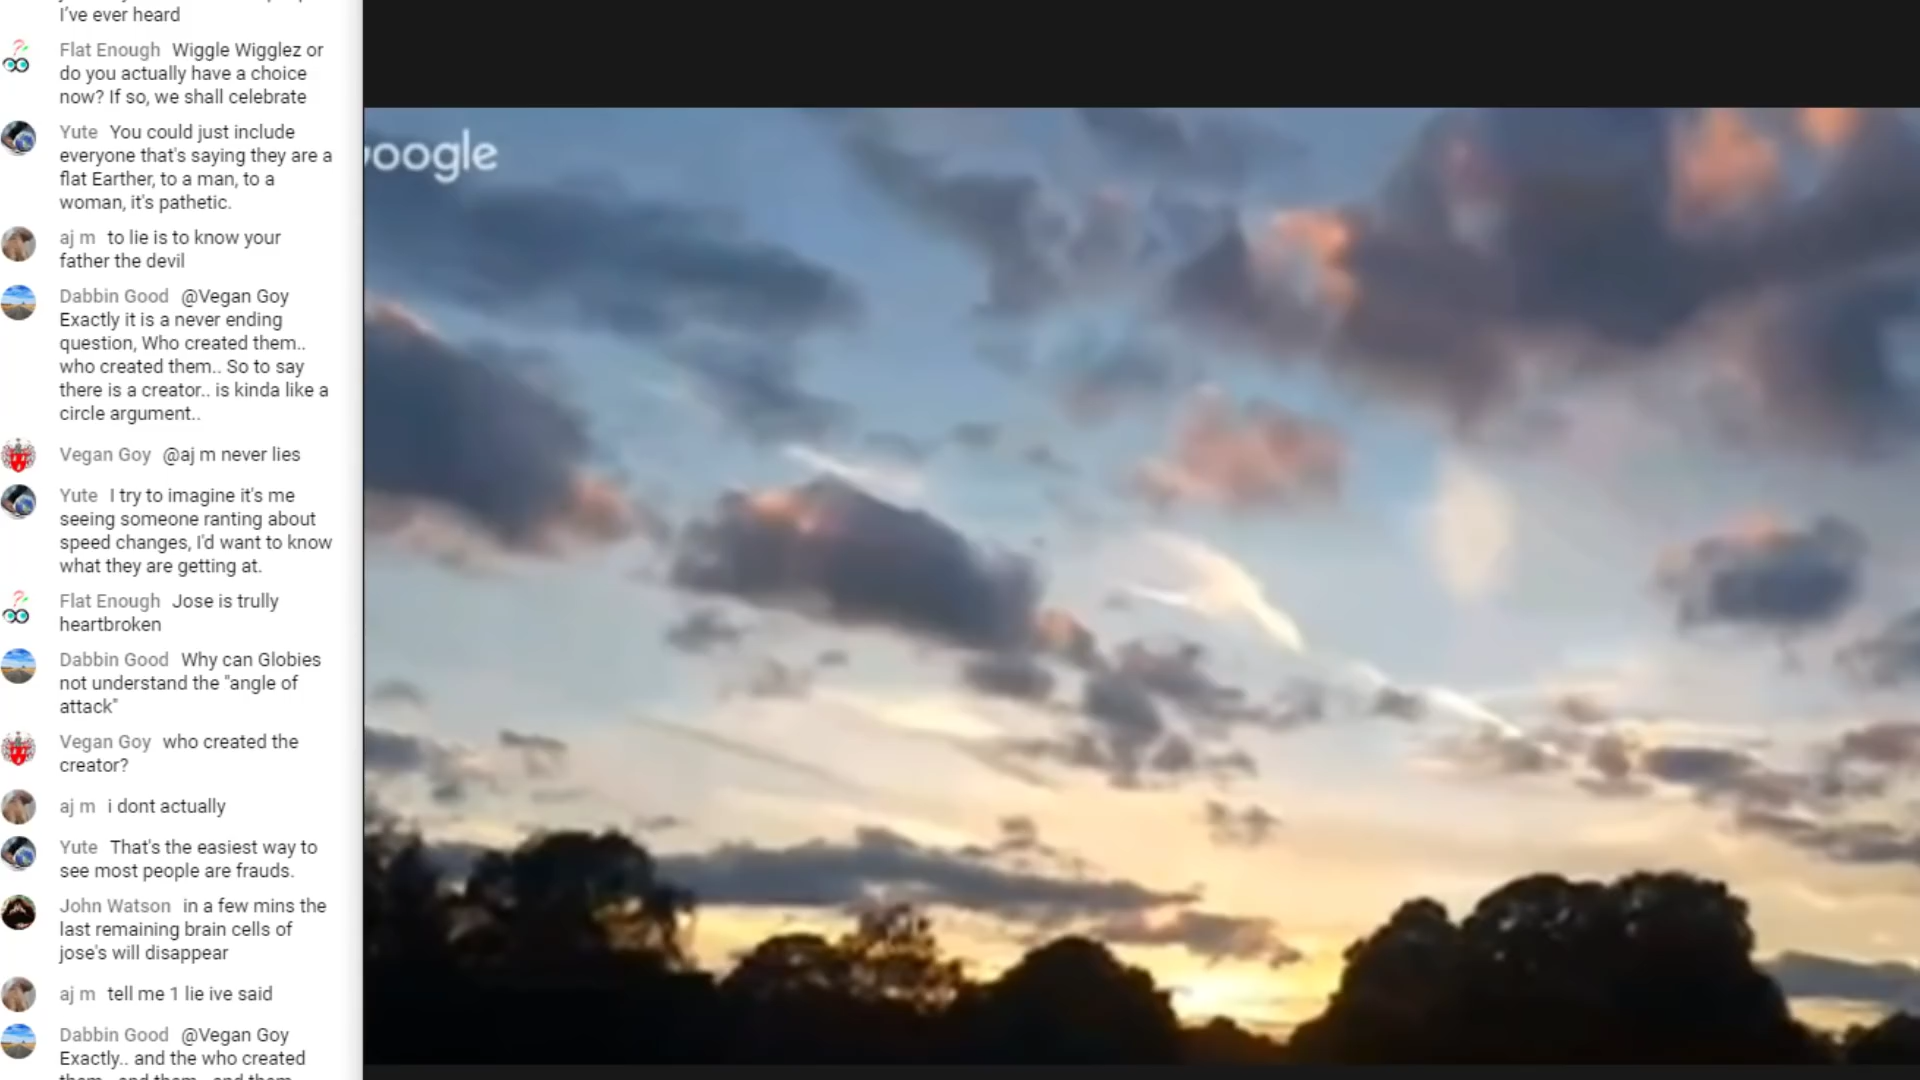 I've ever heard
Flat Enough Wiggle Wigglez or
do you actually have a choice
now? If so, we shall celebrate
Yute You could just include
everyone that's saying they are a
flat Earther, to a man, to a
woman, it's pathetic.
aj m to lie is to know your
father the devil
Dabbin Good @Vegan Goy
Exactly it is a never ending
question, Who created them..
who created them.. So to say
there is a creator.. is kinda like a
circle argument..
Vegan Goy @aj m never lies
Yute I try to imagine it's me
seeing someone ranting about
speed changes, I'd want to know
what they are getting at.
Flat Enough Jose is trully
heartbroken
Dabbin Good Why can Globies
not understand the "angle of
attack"
Vegan Goy who created the
creator?
aj m i dont actually
Yute That's the easiest way to
see most people are frauds.
John Watson in a few mins the
last remaining brain cells of
jose's will disappear
aj m tell me 1 lie ive said
Dabbin Good @Vegan Goy
Exactly.. and the who created
them.. and them.. and them
oogle